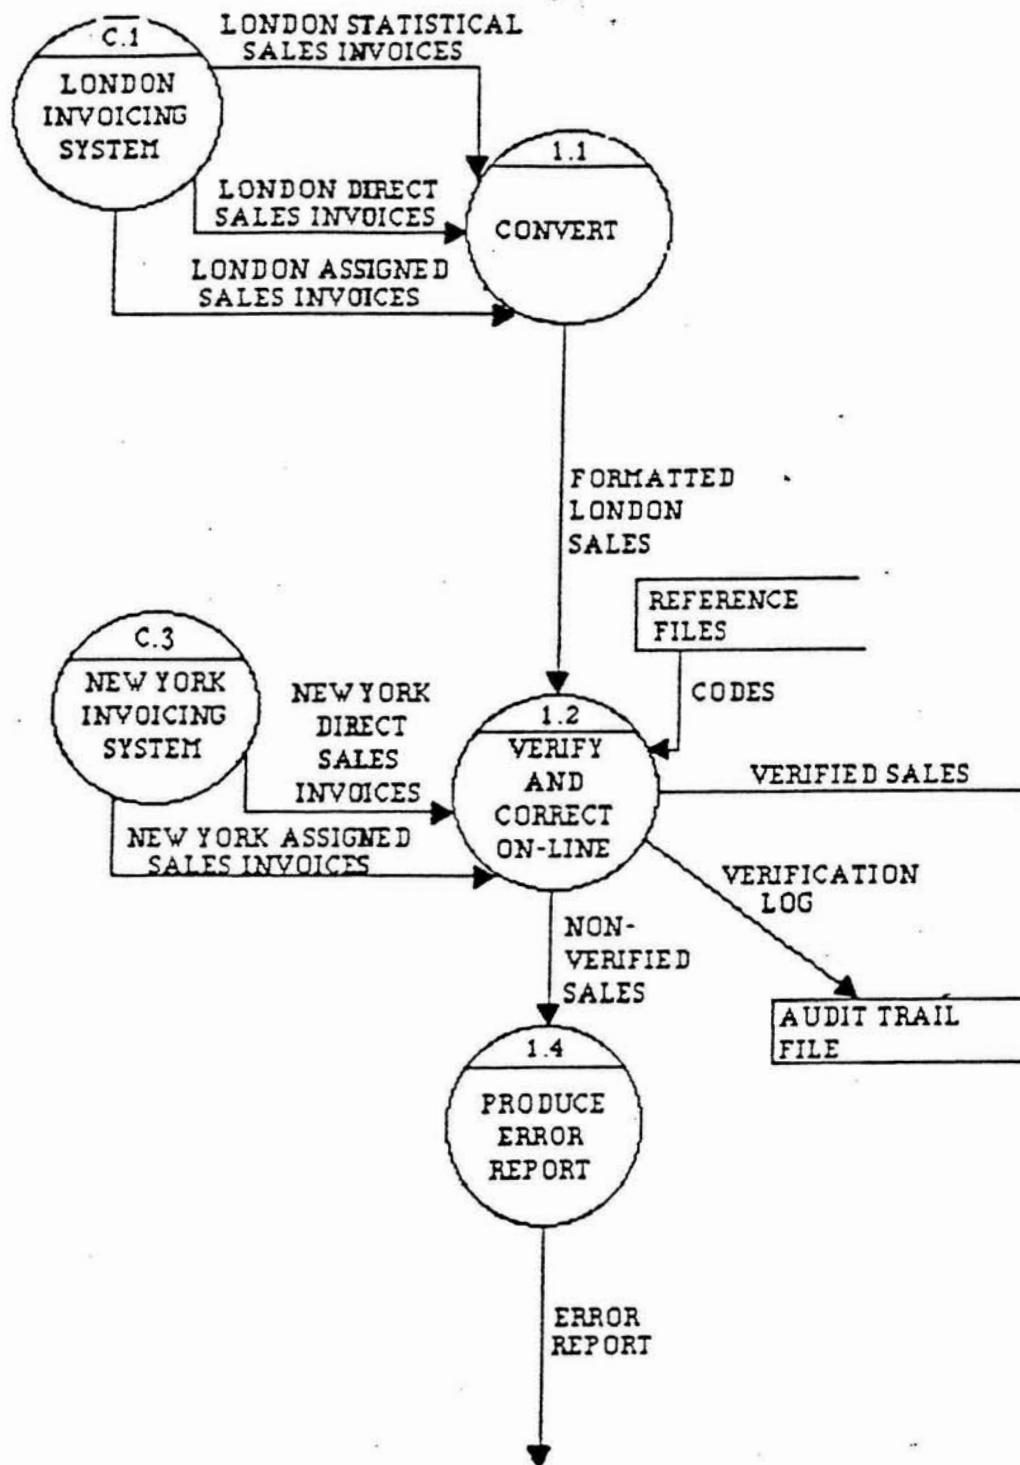 C.1
LONDON
INVOICING
SYSTEM
LONDON STATISTICAL
SALES INVOICES
LONDON DIRECT
SALES INVOICES
LONDON ASSIGNED
SALES INVOICES
1.1
CONVERT
FORMATTED
LONDON
SALES
REFERENCE
FILES
CODES
C.3
NEW YORK
INVOICING
SYSTEM
NEW YORK
DIRECT
SALES
INVOICES
NEW YORK ASSIGNED
SALES INVOICES
1.2
VERIFY
AND
CORRECT
ON-LINE
VERIFIED SALES
VERIFICATION
LOG
AUDIT TRAIL
FILE
NON-
VERIFIED
SALES
1.4
PRODUCE
ERROR
REPORT
ERROR
REPORT